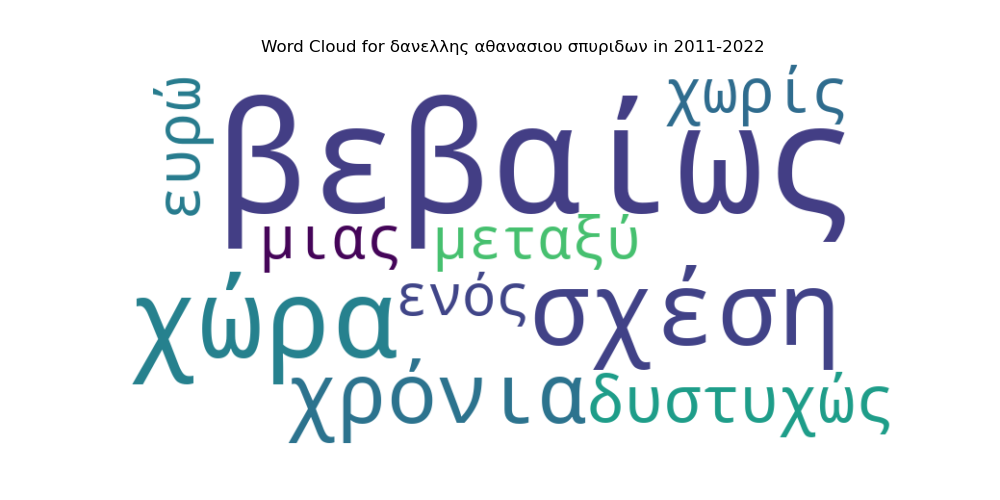 Word Cloud for δανελλης αθανασιου σπυριδων in 2011-2022
ευρώ
βεβαίως
χωρίς
μιας
μεταξύ
χώρα
ενός
σχέση
χρόνια
δυστυχώς